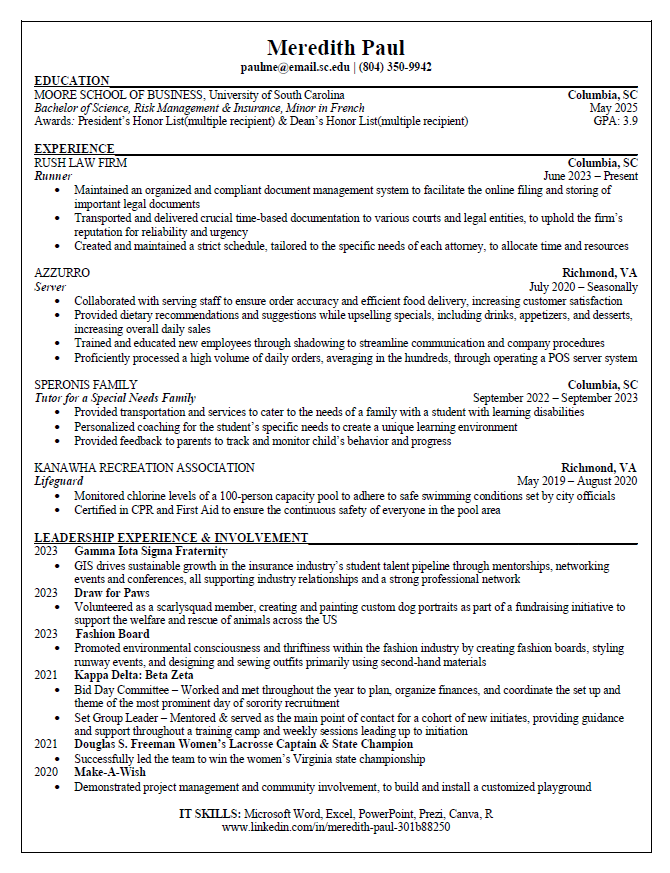 Meredith Paul
paulme@email.sc.edu | (804) 350-9942
EDUCATION
MOORE SCHOOL OF BUSINESS, University of South Carolina Columbia, SC
Bachelor of Science, Risk Management & Insurance, Minor in French May 2025
Awards: President's Honor List(multiple recipient) & Dean's Honor List(multiple recipient) GPA: 3.9
EXPERIENCE
RUSH LAW FIRM Columbia, SC
Runner June 2023 – Present
• Maintained an organized and compliant document management system to facilitate the online filing and storing of
important legal documents
• Transported and delivered crucial time-based documentation to various courts and legal entities, to uphold the firm's
reputation for reliability and urgency
• Created and maintained a strict schedule, tailored to the specific needs of each attorney, to allocate time and resources
AZZURRO Richmond, VA
Server July 2020 – Seasonally
• Collaborated with serving staff to ensure order accuracy and efficient food delivery, increasing customer satisfaction
• Provided dietary recommendations and suggestions while upselling specials, including drinks, appetizers, and desserts,
increasing overall daily sales
• Trained and educated new employees through shadowing to streamline communication and company procedures
• Proficiently processed a high volume of daily orders, averaging in the hundreds, through operating a POS server system
SPERONIS FAMILY Columbia, SC
Tutor for a Special Needs Family September 2022 – September 2023
• Provided transportation and services to cater to the needs of a family with a student with learning disabilities
• Personalized coaching for the student's specific needs to create a unique learning environment
• Provided feedback to parents to track and monitor child's behavior and progress
KANAWHA RECREATION ASSOCIATION Richmond, VA
Lifeguard May 2019 – August 2020
• Monitored chlorine levels of a 100-person capacity pool to adhere to safe swimming conditions set by city officials
• Certified in CPR and First Aid to ensure the continuous safety of everyone in the pool area
LEADERSHIP EXPERIENCE & INVOLVEMENT
2023 Gamma Iota Sigma Fraternity
• GIS drives sustainable growth in the insurance industry's student talent pipeline through mentorships, networking
events and conferences, all supporting industry relationships and a strong professional network
2023 Draw for Paws
• Volunteered as a scarlysquad member, creating and painting custom dog portraits as part of a fundraising initiative to
support the welfare and rescue of animals across the US
2023 Fashion Board
• Promoted environmental consciousness and thriftiness within the fashion industry by creating fashion boards, styling
runway events, and designing and sewing outfits primarily using second-hand materials
2021 Kappa Delta: Beta Zeta
• Bid Day Committee – Worked and met throughout the year to plan, organize finances, and coordinate the set up and
theme of the most prominent day of sorority recruitment
• Set Group Leader – Mentored & served as the main point of contact for a cohort of new initiates, providing guidance
and support throughout a training camp and weekly sessions leading up to initiation
2021 Douglas S. Freeman Women's Lacrosse Captain & State Champion
• Successfully led the team to win the women's Virginia state championship
2020 Make-A-Wish
• Demonstrated project management and community involvement, to build and install a customized playground
IT SKILLS: Microsoft Word, Excel, PowerPoint, Prezi, Canva, R
www.linkedin.com/in/meredith-paul-301b88250